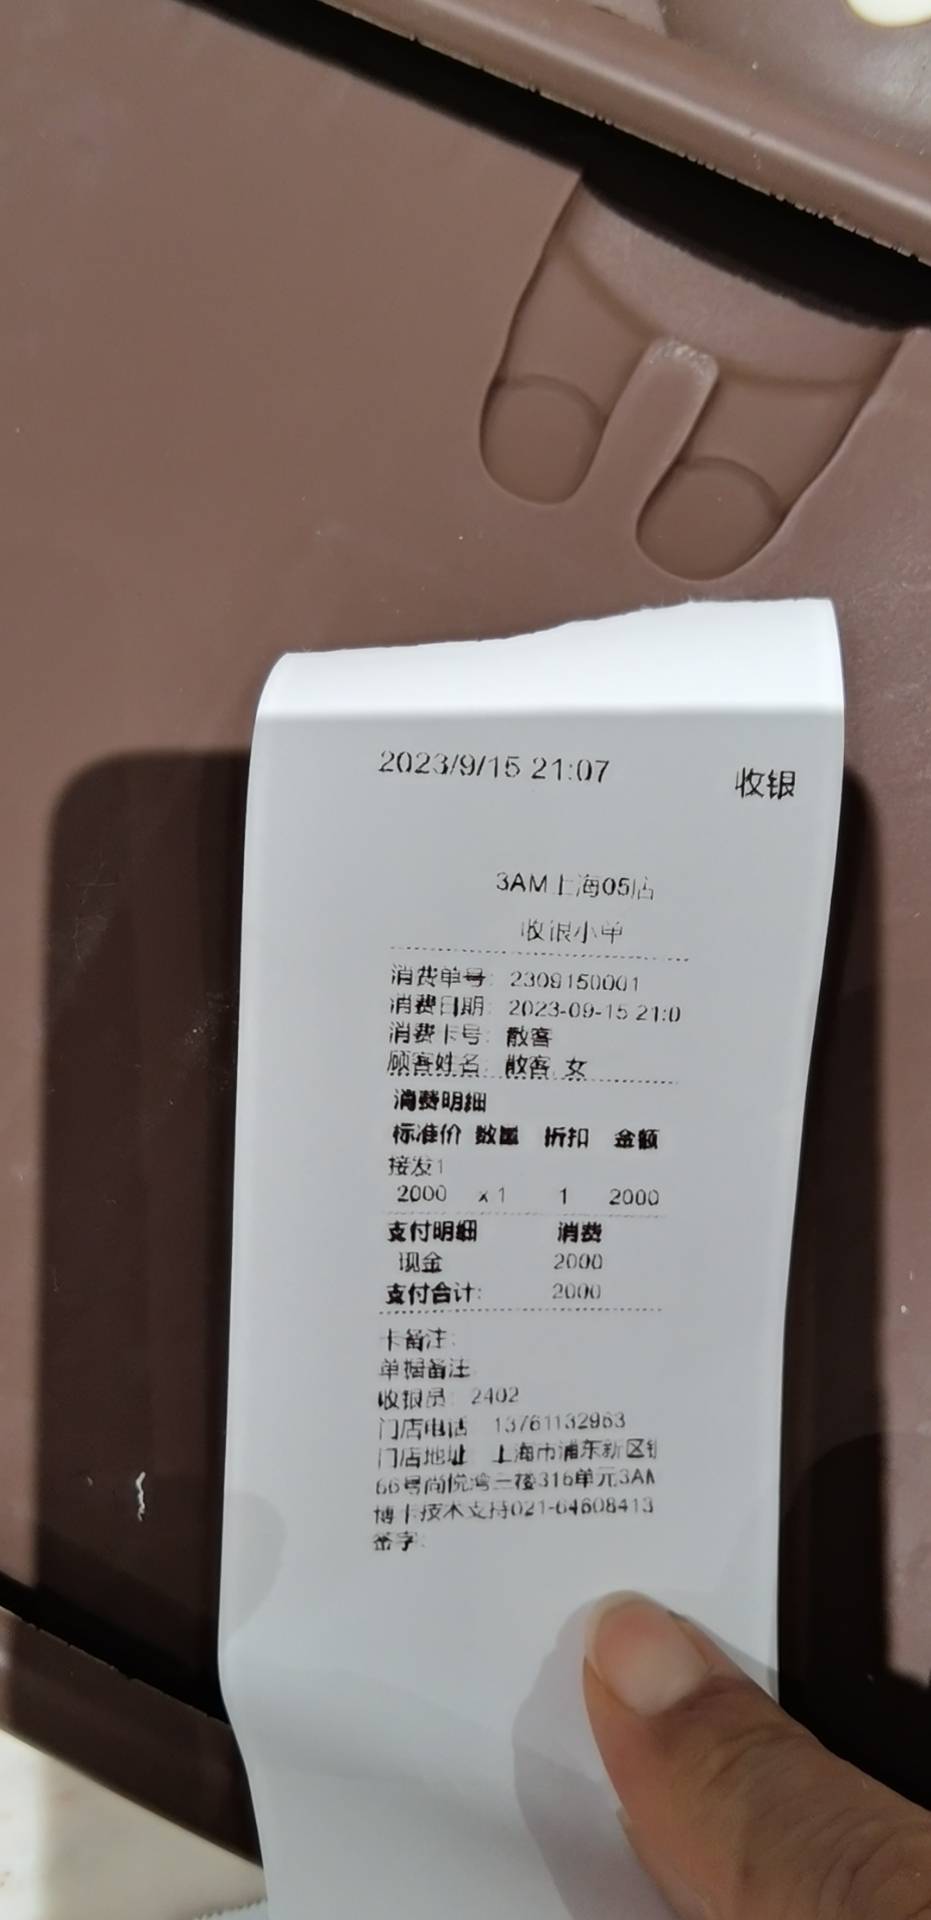 2023/9/15 21:07 收银
3AM上海05店
收银小单
消费单号: 2309150001
消费日期: 2023-09-15 21:0
消费卡号: 散客
顾客姓名: 散客 女
消费明细
标准价 数量 折扣 金额
接发1
2000 x1 1 2000
支付明细 消费
现金 2000
支付合计: 2000
卡备注:
单据备注
收银员: 2402
门店电话 13761132963
门店地址 上海市浦东新区
66号尚悦湾二楼316单元3AM
博卡技术支持021-64608413
签字: